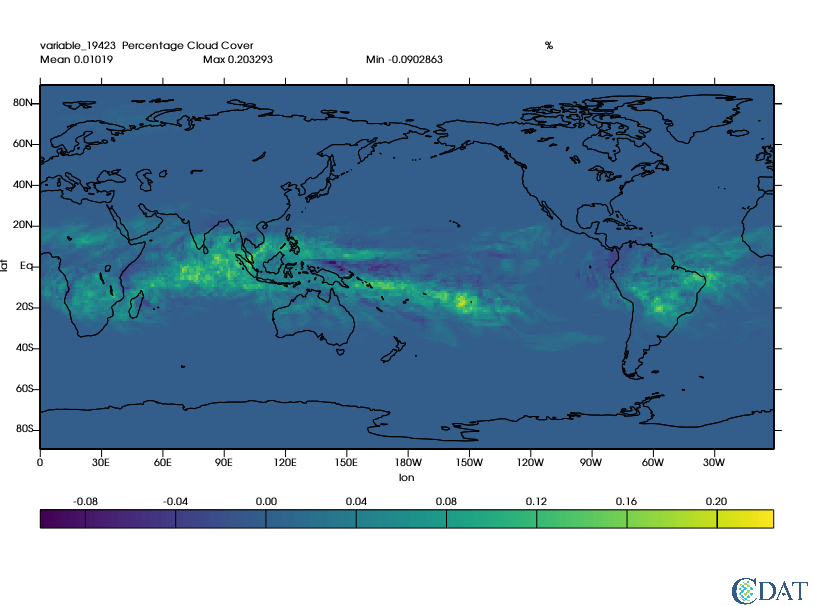 variable_19423 Percentage Cloud Cover %
Mean 0.01019 Max 0.203293 Min -0.0902863
80N
60N
40N
20N
Eq
20S
40S
60S
80S
lat
0 30E 60E 90E 120E 150E 180W 150W 120W 90W 60W 30W
lon
-0.08 -0.04 0.00 0.04 0.08 0.12 0.16 0.20
CDAT